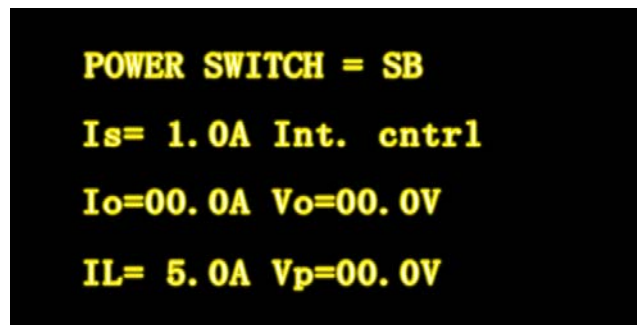 POWER SWITCH = SB
Is= 1.0A Int. cntrl
Io=00.0A Vo=00.0V
IL= 5.0A Vp=00.0V